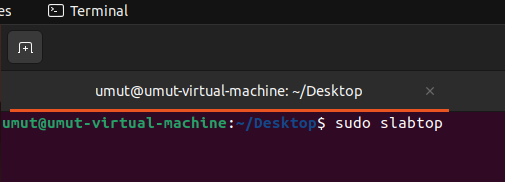 es Terminal
umut@umut-virtual-machine: ~/Desktop ×
umut@umut-virtual-machine:~/Desktop$ sudo slabtop